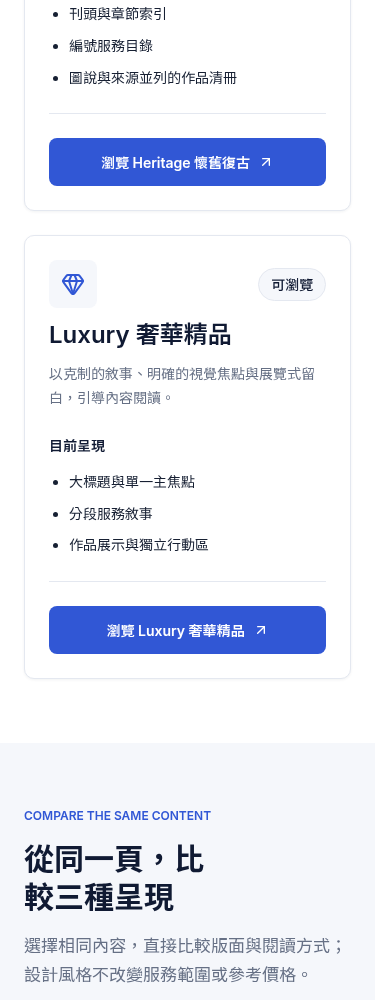 刊頭與章節索引
編號服務目錄
圖說與來源並列的作品清冊
瀏覽 Heritage 懷舊復古
可瀏覽
Luxury 奢華精品
以克制的敘事、明確的視覺焦點與展覽式留
白，引導內容閱讀。
目前呈現
大標題與單一主焦點
分段服務敘事
作品展示與獨立行動區
瀏覽 Luxury 奢華精品
COMPARE THE SAME CONTENT
從同一頁，比
較三種呈現
選擇相同內容，直接比較版面與閱讀方式；
設計風格不改變服務範圍或參考價格。